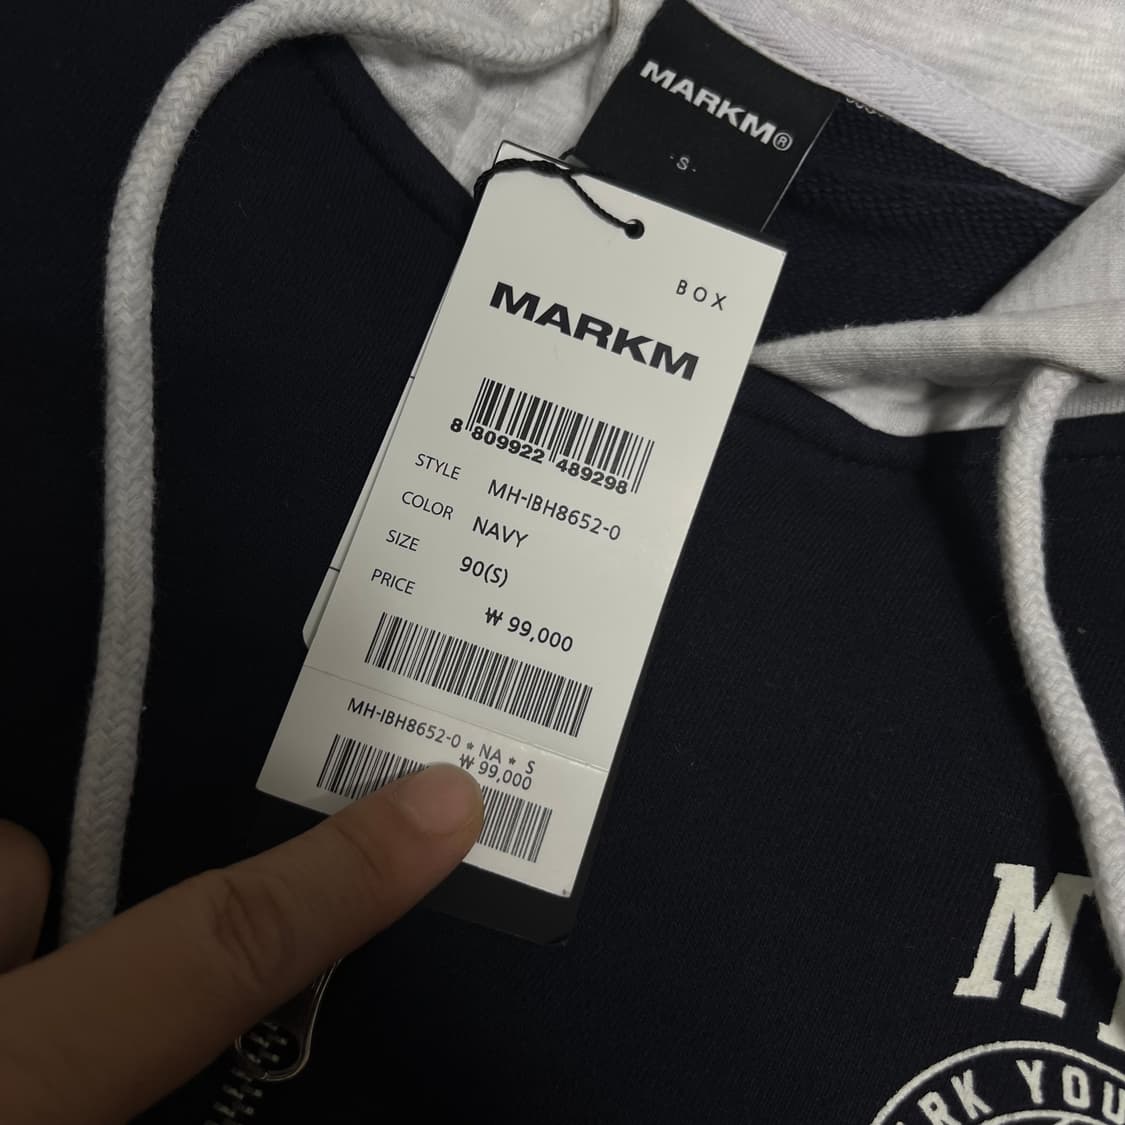 MARKM®
·S·
BOX
MARKM
8 809922 489298
STYLE MH-IBH8652-0
COLOR NAVY
SIZE 90(S)
PRICE ₩ 99,000
MH-IBH8652-0 * NA * S
₩ 99,000
M
RK YOU